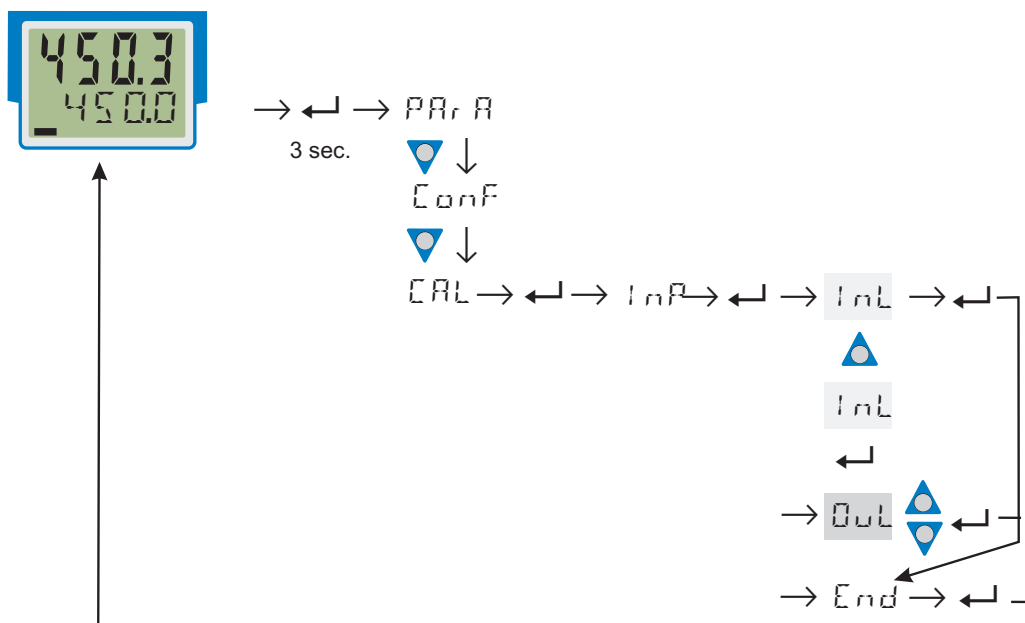 450.3
450.0
PArA
3 sec.
ConF
CAL InP InL
InL
OuL
End